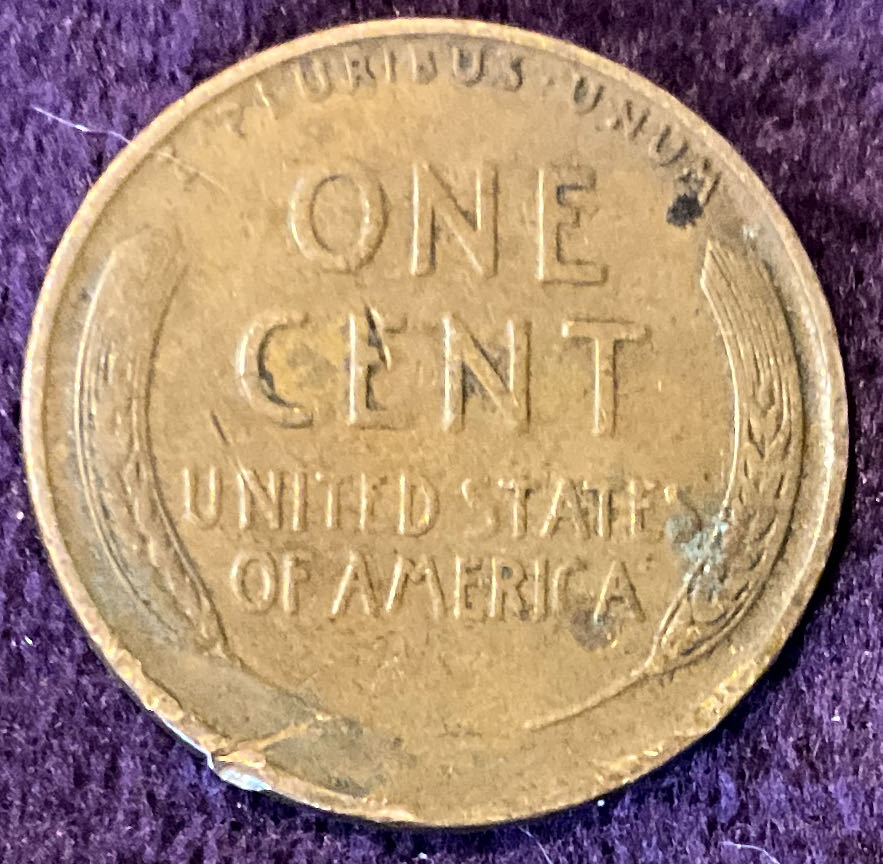 E PLURIBUS · UNUM
ONE
CENT
UNITED STATES
OF AMERICA